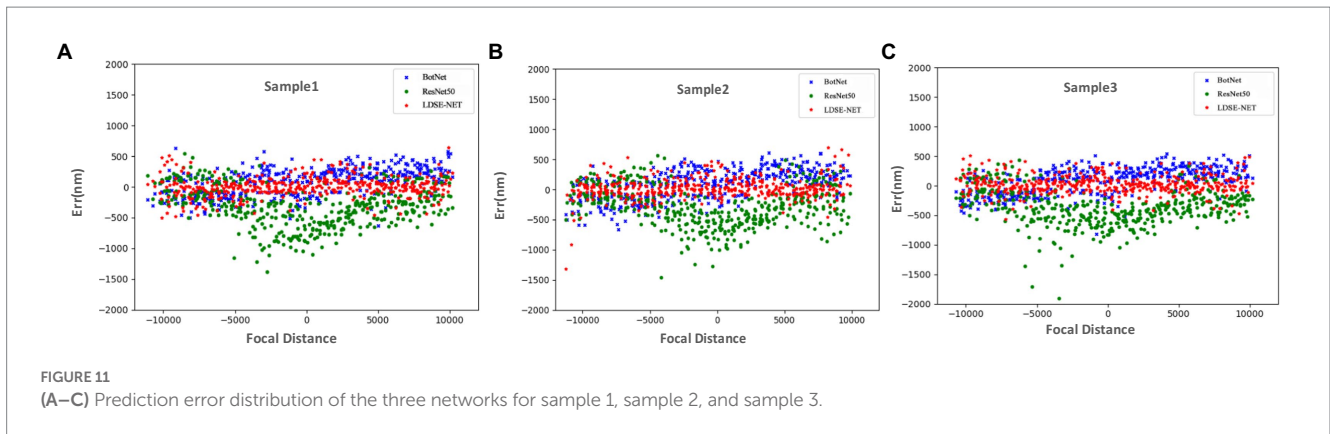 A
2000
1500
1000
500
0
−500
−1000
−1500
−2000
Err(nm)
Sample1
BotNet
ResNet50
LDSE-NET
−10000 −5000 0 5000 10000
Focal Distance
B
2000
1500
1000
500
0
−500
−1000
−1500
−2000
Err(nm)
Sample2
BotNet
ResNet50
LDSE-NET
−10000 −5000 0 5000 10000
Focal Distance
C
2000
1500
1000
500
0
−500
−1000
−1500
−2000
Err(nm)
Sample3
BotNet
ResNet50
LDSE-NET
−10000 −5000 0 5000 10000
Focal Distance
FIGURE 11
(A–C) Prediction error distribution of the three networks for sample 1, sample 2, and sample 3.